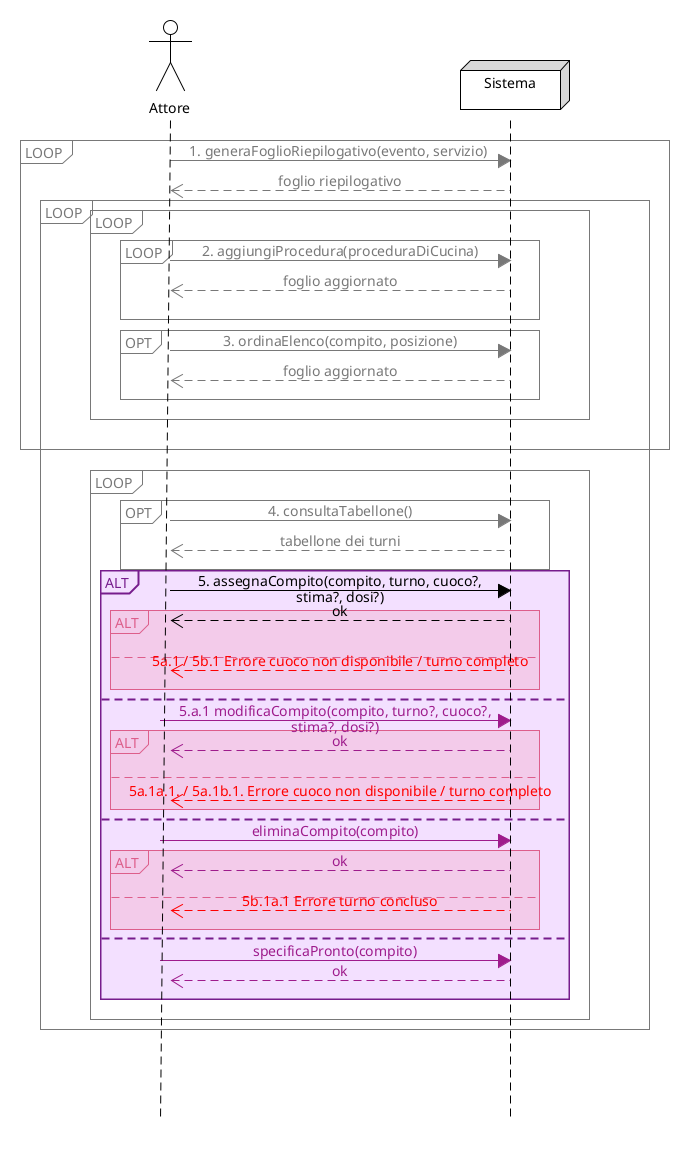 Attore
Sistema
LOOP
1. generaFoglioRiepilogativo(evento, servizio)
foglio riepilogativo
LOOP
LOOP
LOOP
2. aggiungiProcedura(proceduraDiCucina)
foglio aggiornato
OPT
3. ordinaElenco(compito, posizione)
foglio aggiornato
LOOP
OPT
4. consultaTabellone()
tabellone dei turni
ALT
5. assegnaCompito(compito, turno, cuoco?,
stima?, dosi?)
ok
ALT
5a.1 / 5b.1 Errore cuoco non disponibile / turno completo
5.a.1 modificaCompito(compito, turno?, cuoco?,
stima?, dosi?)
ALT
ok
5a.1a.1. / 5a.1b.1. Errore cuoco non disponibile / turno completo
eliminaCompito(compito)
ALT
ok
5b.1a.1 Errore turno concluso
specificaPronto(compito)
ok